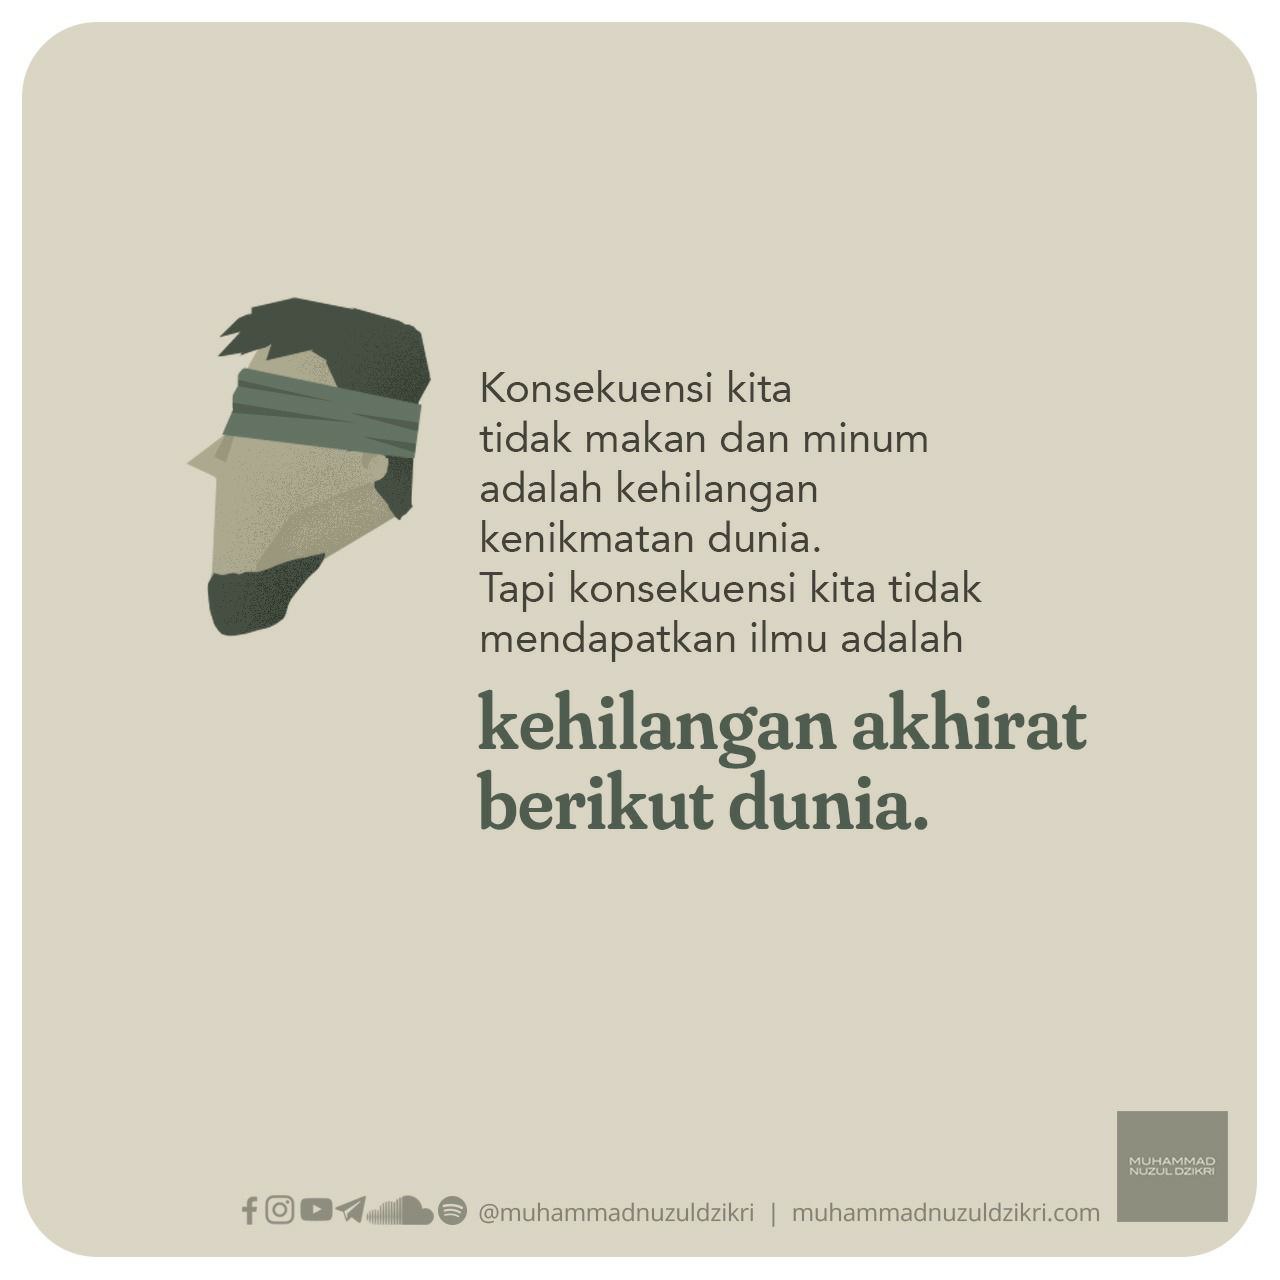 Konsekuensi kita
tidak makan dan minum
adalah kehilangan
kenikmatan dunia.
Tapi konsekuensi kita tidak
mendapatkan ilmu adalah
kehilangan akhirat
berikut dunia.
MUHAMMAD
NUZUL DZIKRI
@muhammadnuzuldzikri | muhammadnuzuldzikri.com